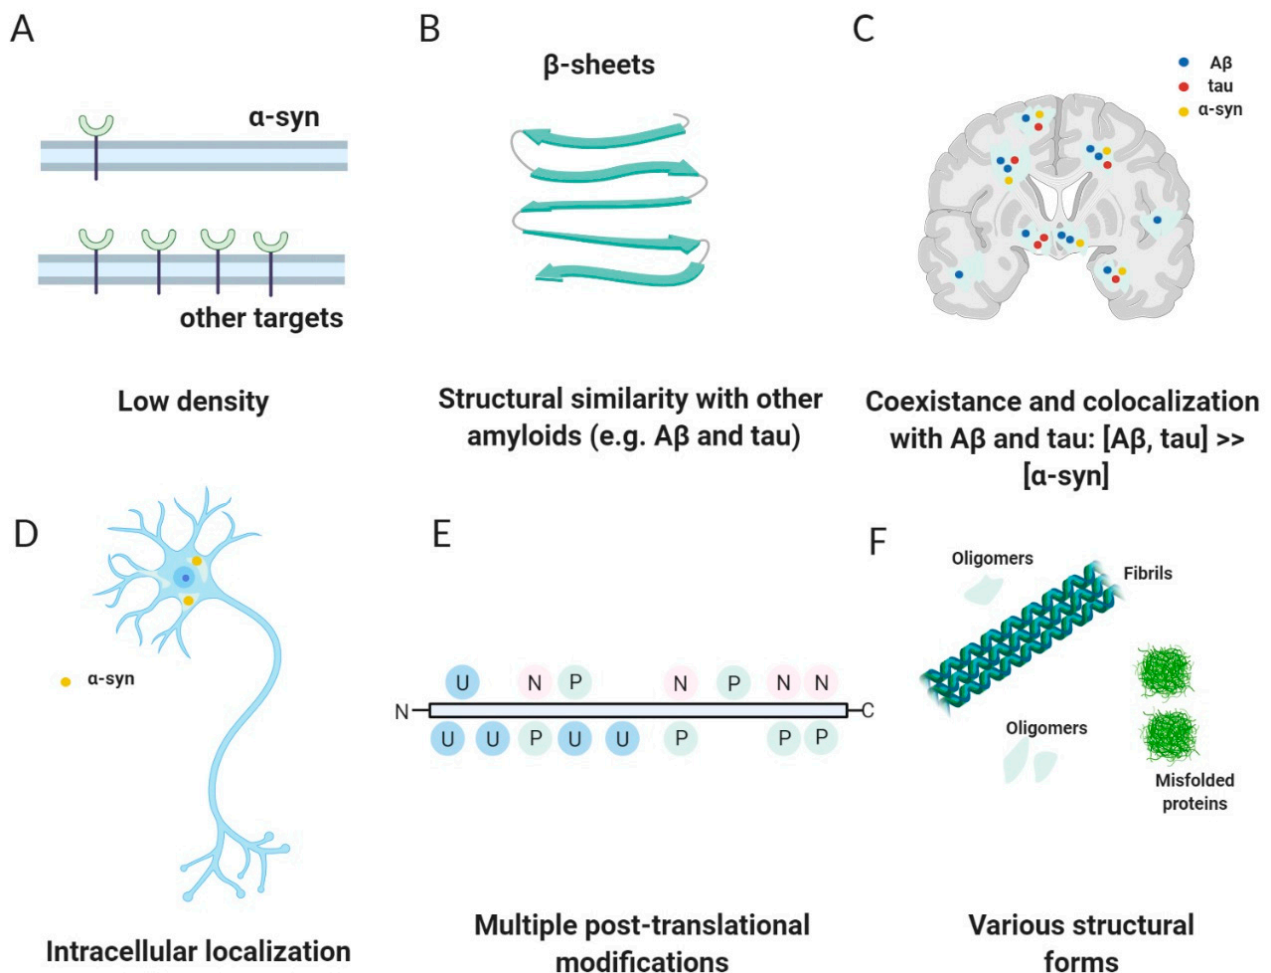 A
α-syn
other targets
Low density
B
β-sheets
Structural similarity with other
amyloids (e.g. Aβ and tau)
C
Aβ
tau
α-syn
Coexistance and colocalization
with Aβ and tau: [Aβ, tau] >>
[α-syn]
D
α-syn
Intracellular localization
E
U N P N P N N
N C
U U P U U P P P
Multiple post-translational
modifications
F
Oligomers
Fibrils
Oligomers
Misfolded
proteins
Various structural
forms